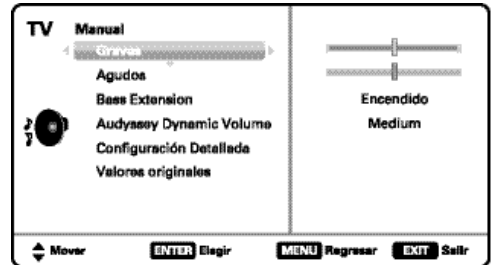 TV Manual
Graves
Agudos
Bass Extension Encendido
Audyssey Dynamic Volume Medium
Configuración Detallada
Valores originales
Mover ENTER Elegir MENU Regresar EXIT Salir